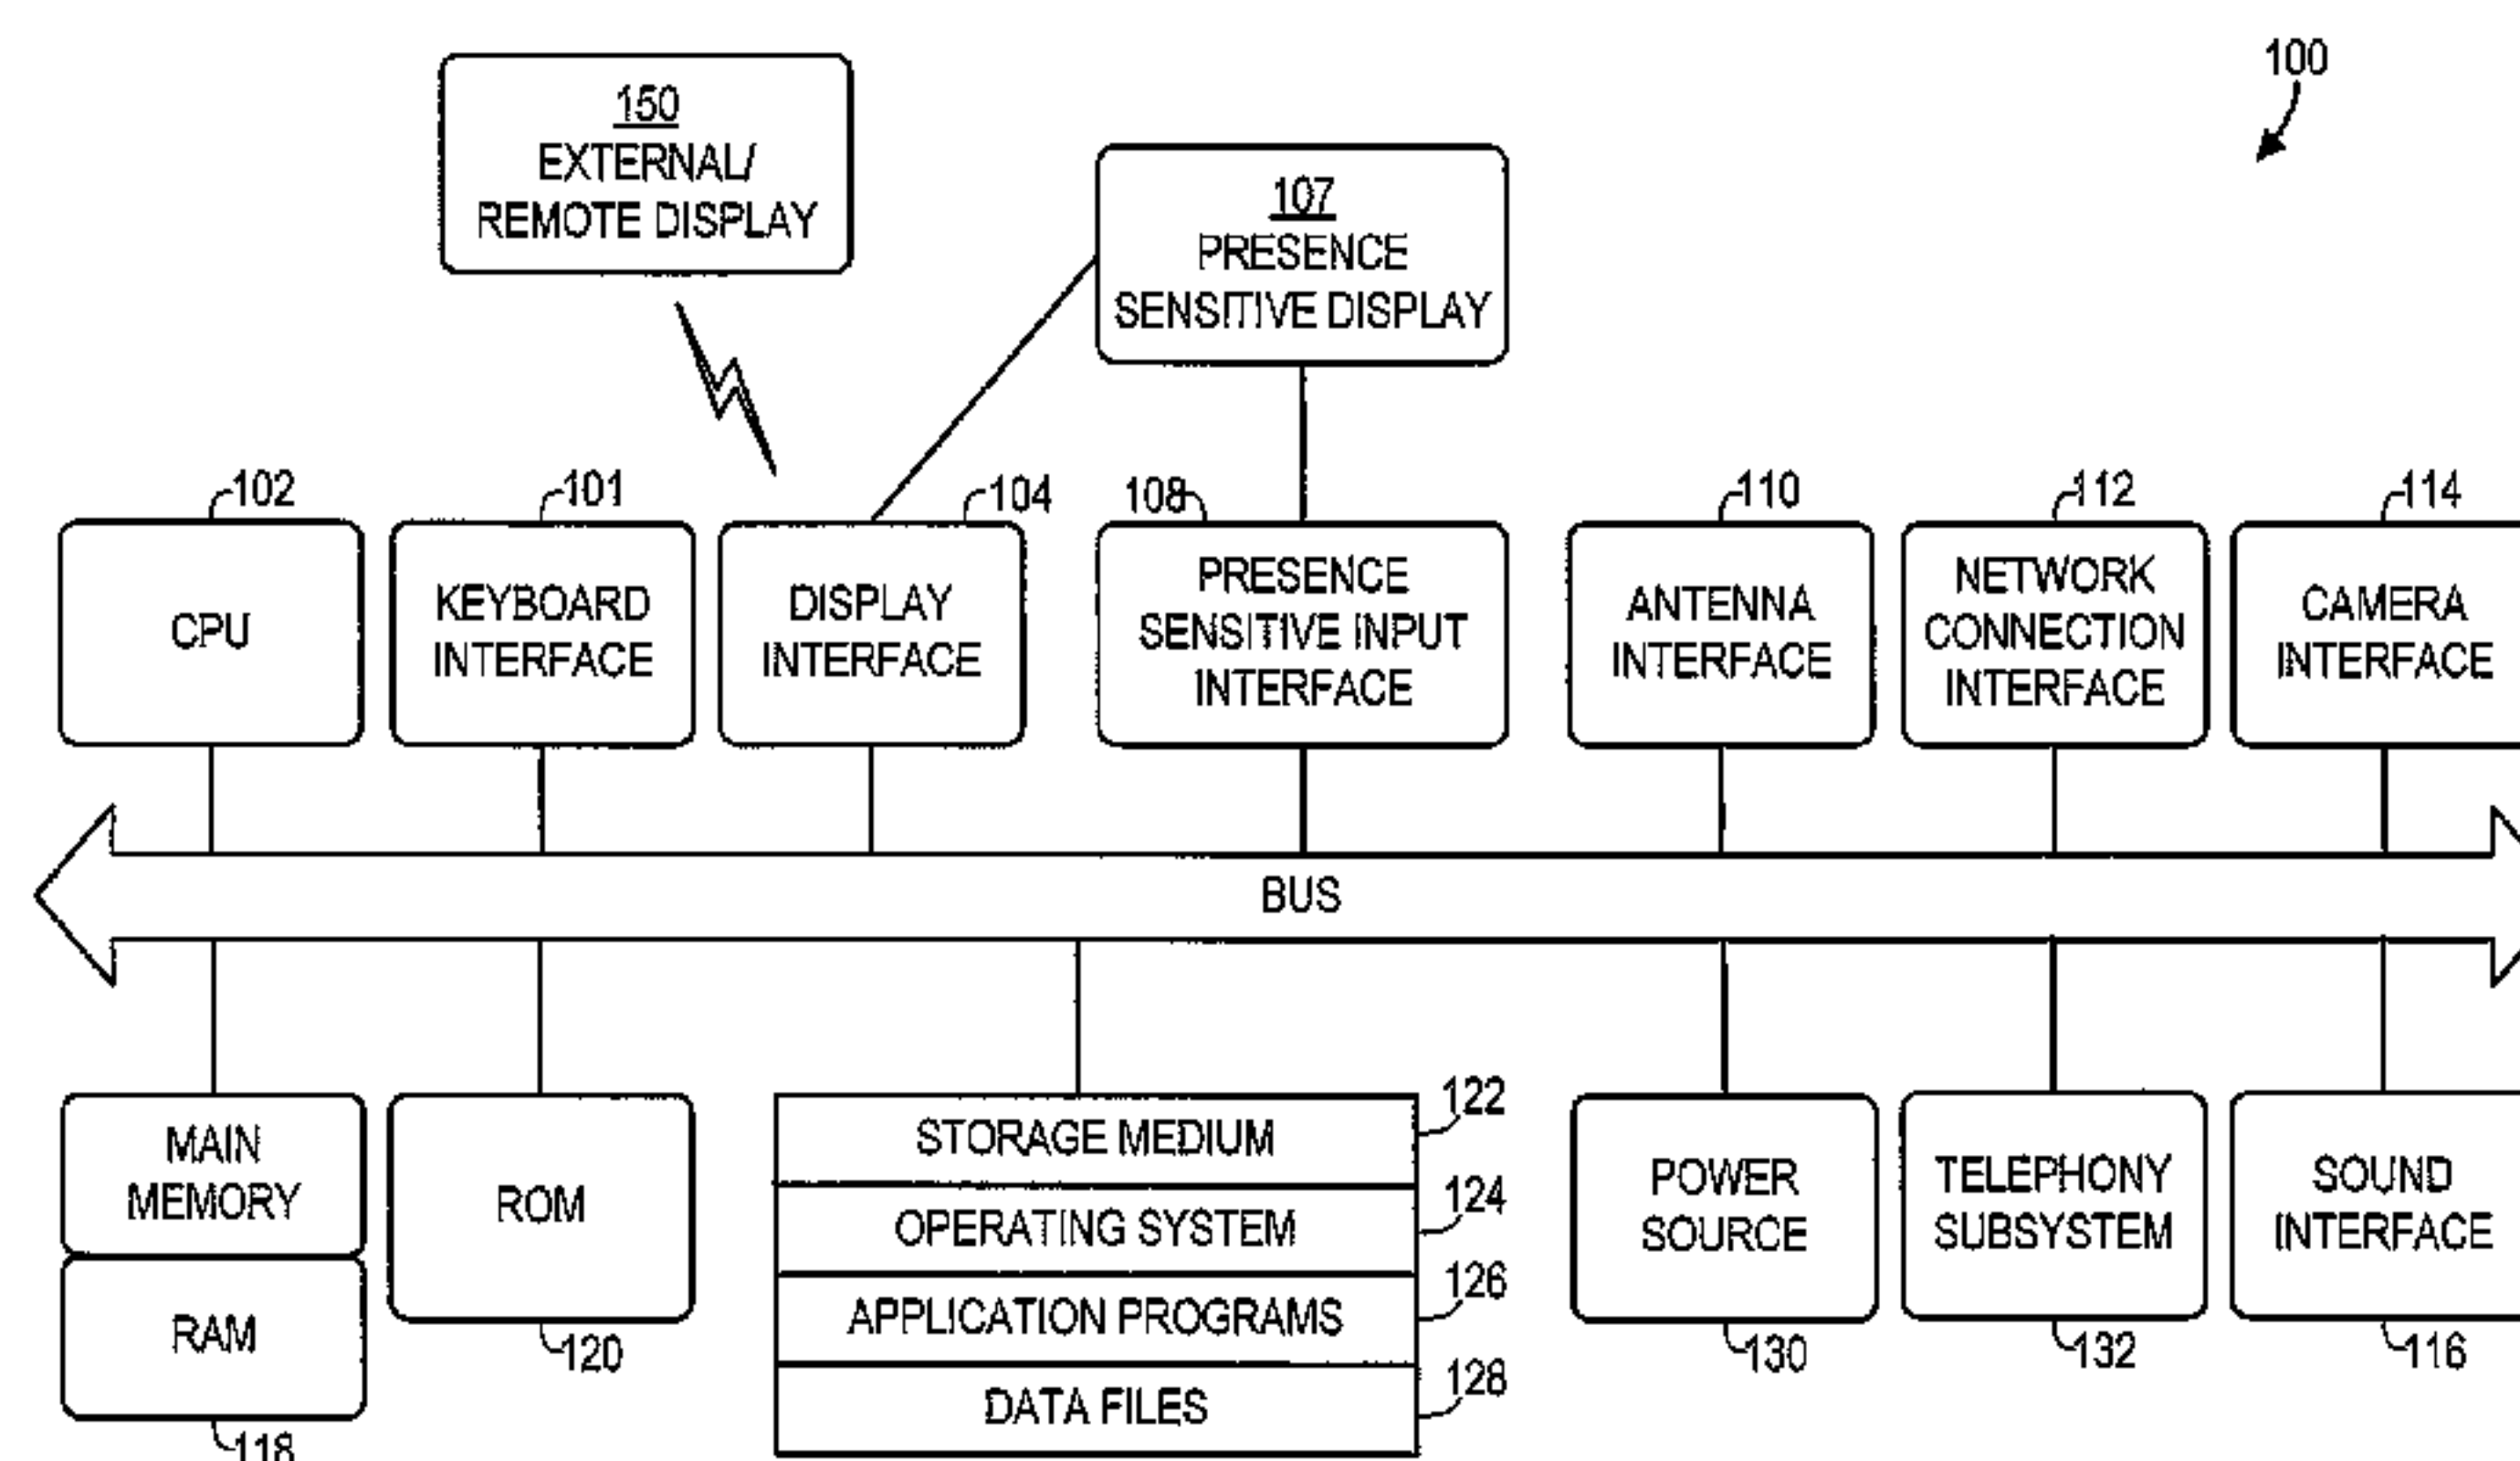 100
150
EXTERNAL/
REMOTE DISPLAY
107
PRESENCE
SENSITIVE DISPLAY
102
101
104
108
110
112
114
CPU
KEYBOARD
INTERFACE
DISPLAY
INTERFACE
PRESENCE
SENSITIVE INPUT
INTERFACE
ANTENNA
INTERFACE
NETWORK
CONNECTION
INTERFACE
CAMERA
INTERFACE
BUS
MAIN
MEMORY
RAM
118
ROM
120
STORAGE MEDIUM
122
OPERATING SYSTEM
124
APPLICATION PROGRAMS
126
DATA FILES
128
POWER
SOURCE
130
TELEPHONY
SUBSYSTEM
132
SOUND
INTERFACE
116